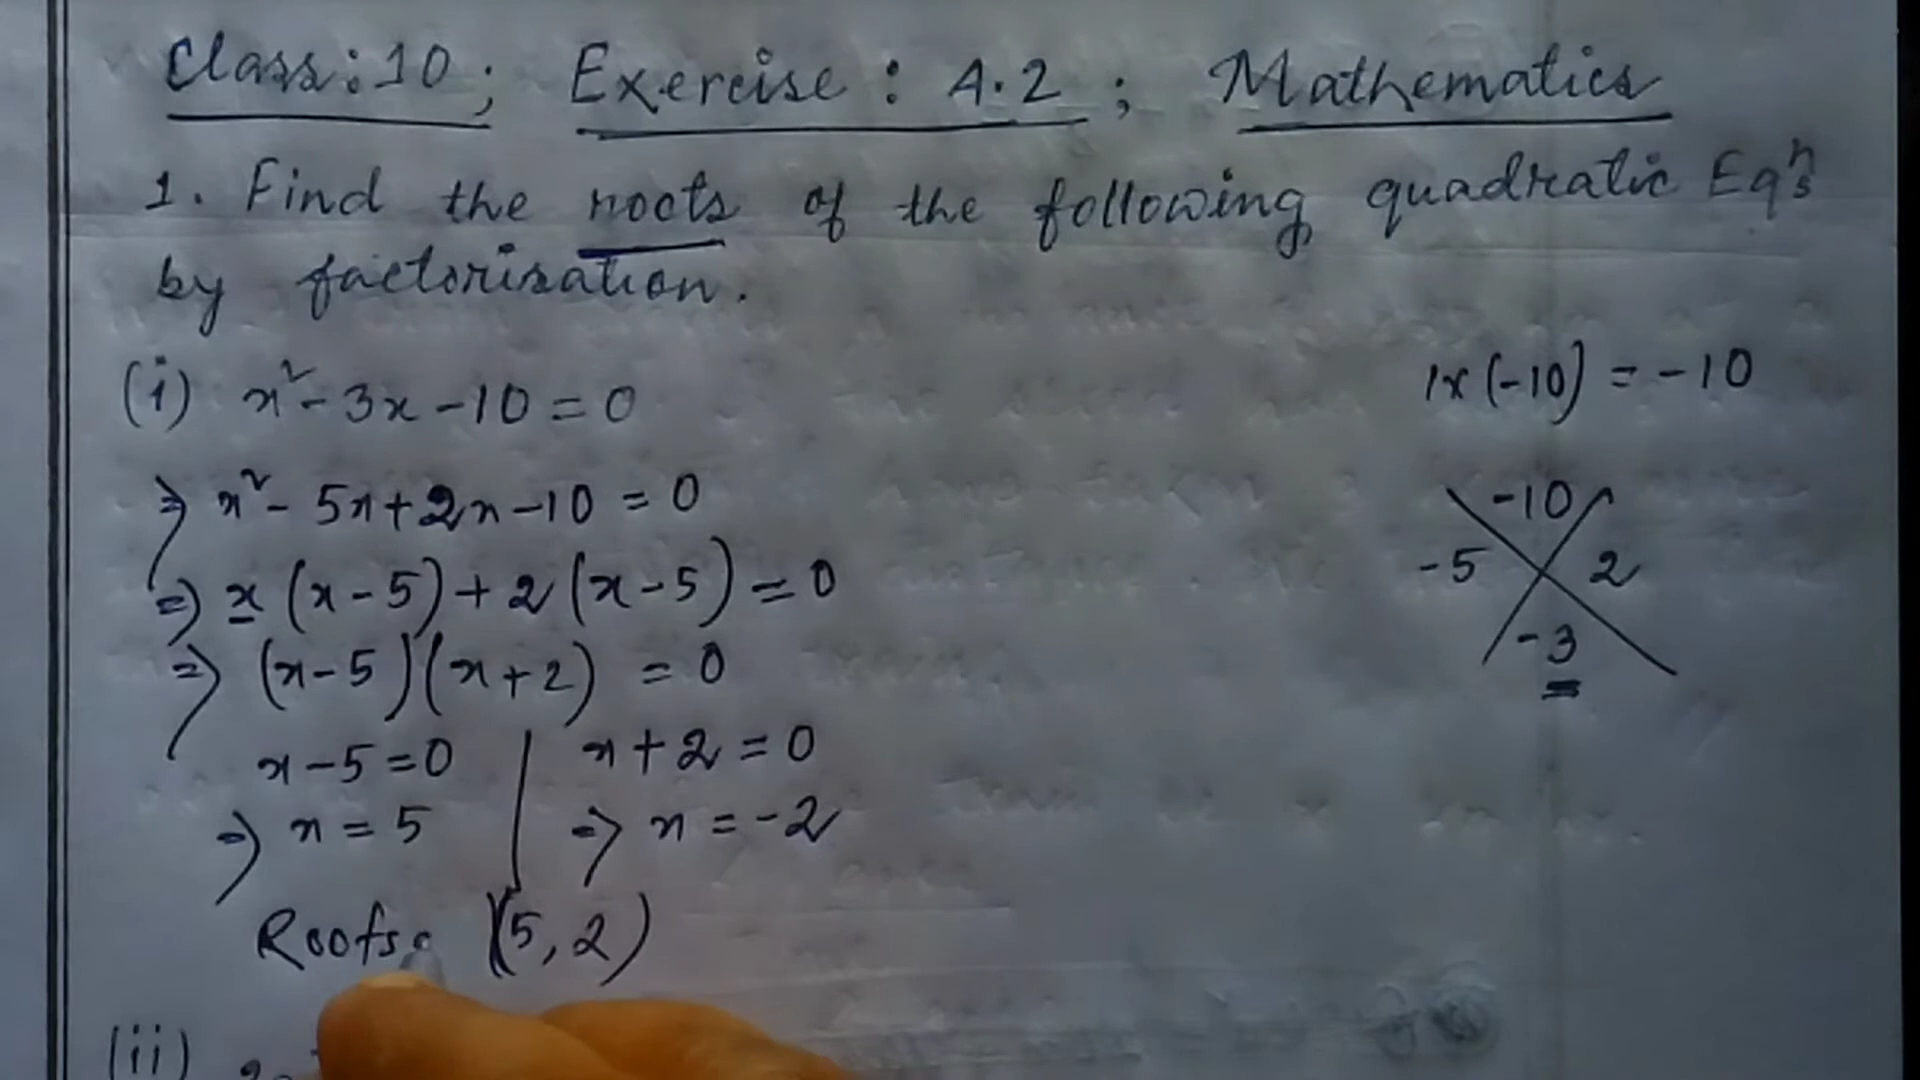 Class: 10 ; Exercise : 4.2 ; Mathematics
1. Find the roots of the following quadratic Eqⁿs
by factorisation.
(i) x² - 3x - 10 = 0
1x(-10) = -10
⇒ x² - 5x + 2x - 10 = 0
-10
⇒ x (x - 5) + 2 (x - 5) = 0
-5 2
⇒ (x - 5) (x + 2) = 0
-3
x - 5 = 0 | x + 2 = 0
⇒ x = 5 | ⇒ x = -2
Roots: (5, 2)
(ii)